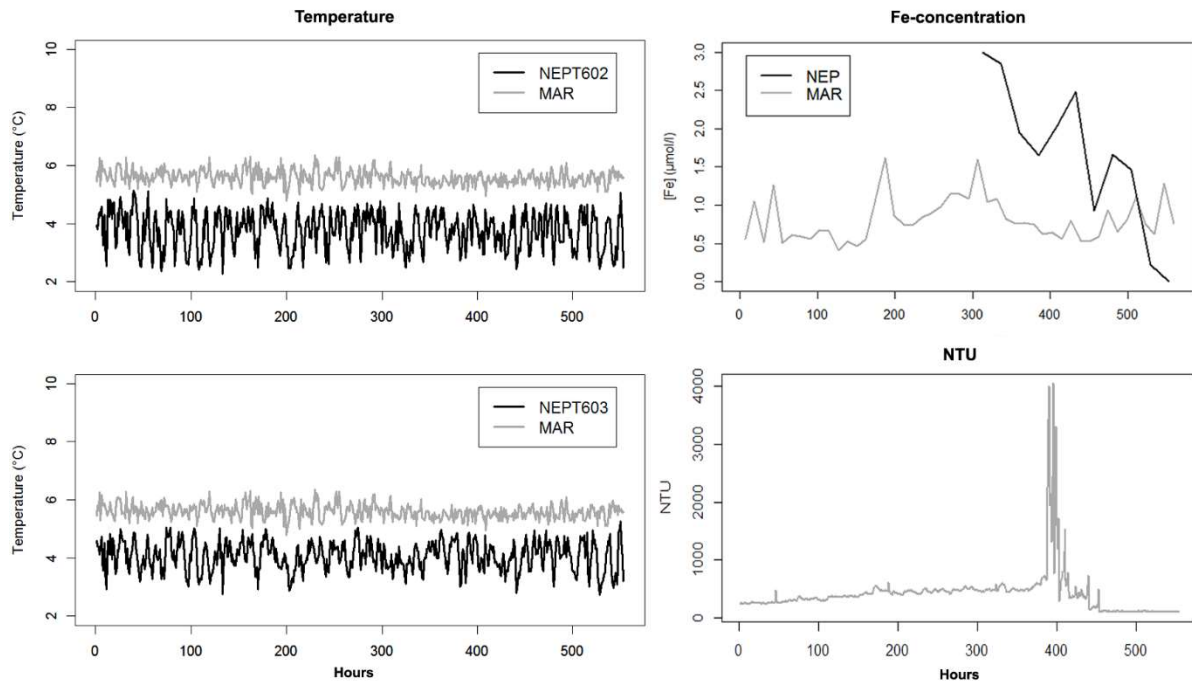 Temperature
10
8
6
4
2
Temperature (°C)
NEPT602
MAR
0 100 200 300 400 500
Fe-concentration
3.0
2.5
2.0
1.5
1.0
0.5
0.0
[Fe] (µmol/l)
NEP
MAR
0 100 200 300 400 500
10
8
6
4
2
Temperature (°C)
NEPT603
MAR
0 100 200 300 400 500
Hours
NTU
4000
3000
2000
1000
0
NTU
0 100 200 300 400 500
Hours